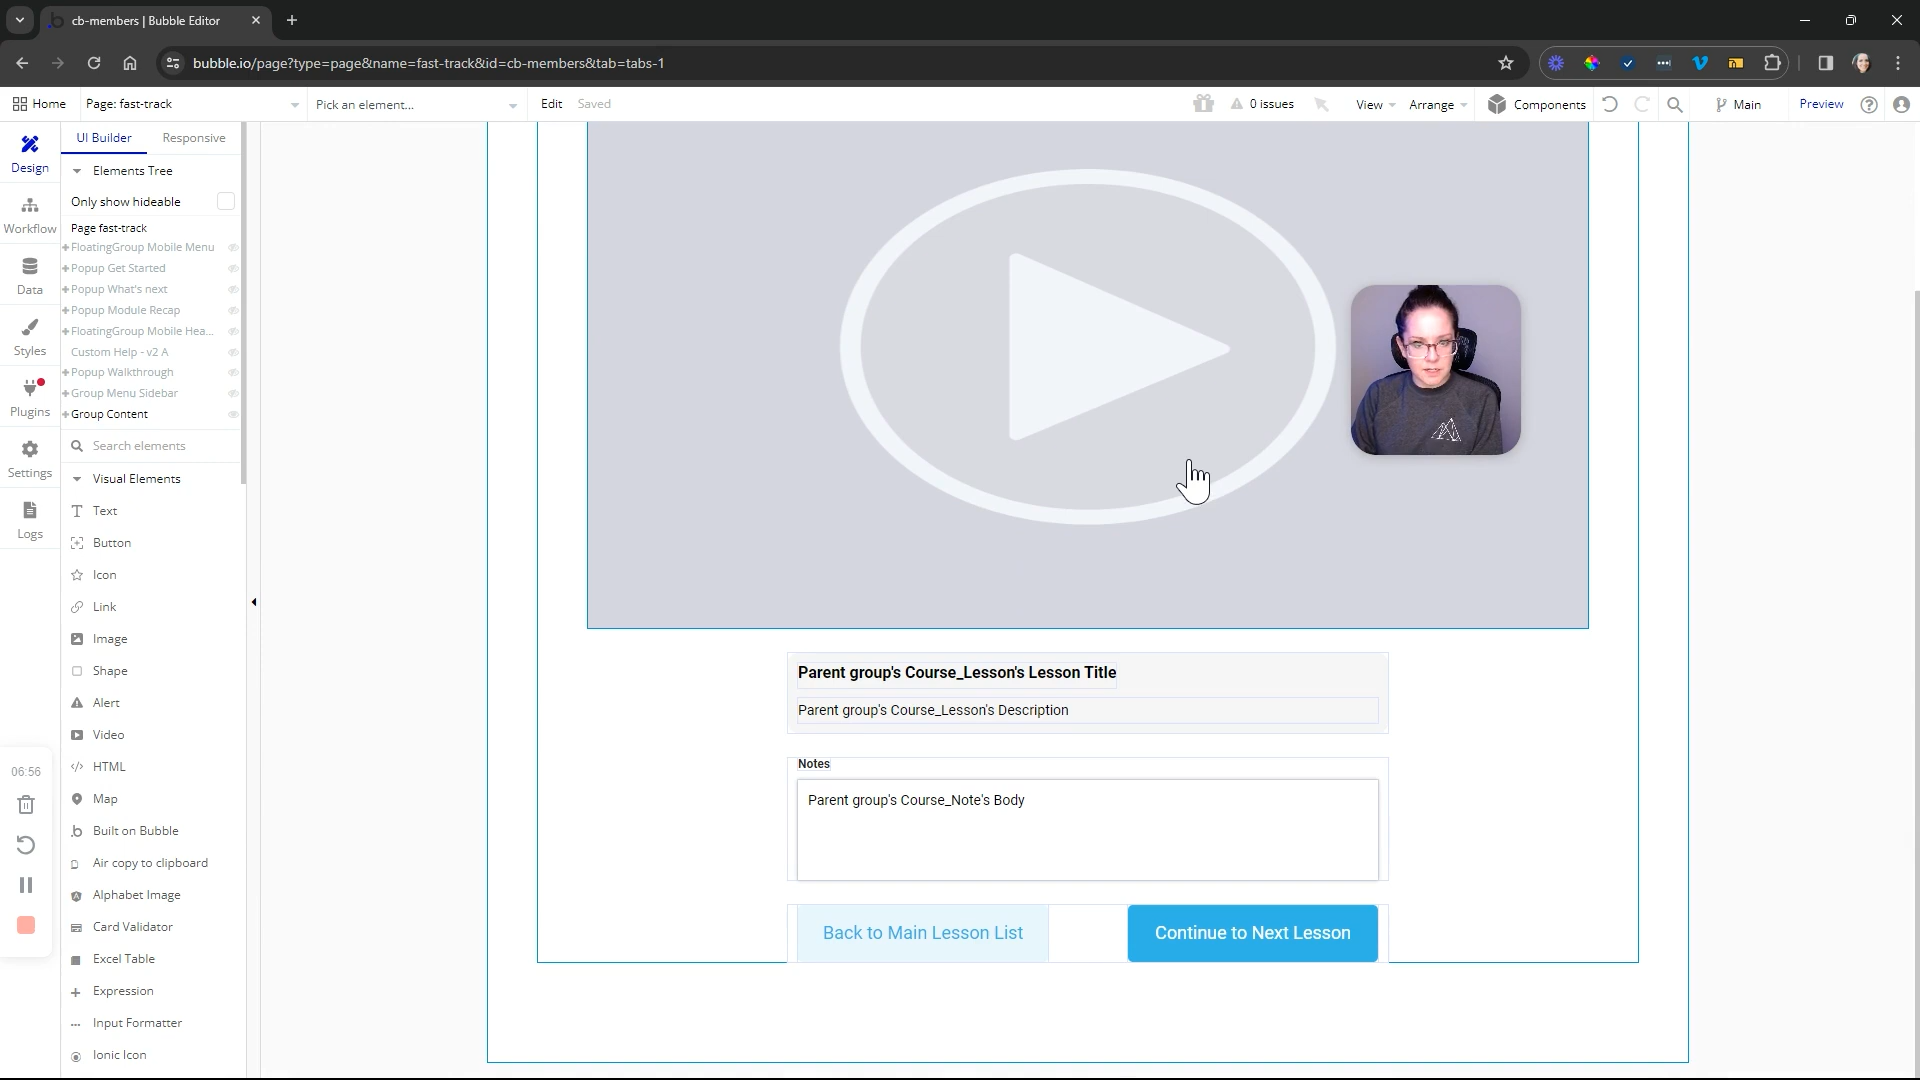 cb-members | Bubble Editor
bubble.io/page?type=page&name=fast-track&id=cb-members&tab=tabs-1
Home
Page: fast-track
Pick an element...
Edit
Saved
0 issues
View
Arrange
Components
Main
Preview
UI Builder
Responsive
Design
Workflow
Data
Styles
Plugins
Settings
Logs
06:56
Elements Tree
Only show hideable
Page fast-track
FloatingGroup Mobile Menu
Popup Get Started
Popup What's next
Popup Module Recap
FloatingGroup Mobile Hea...
Custom Help - v2 A
Popup Walkthrough
Group Menu Sidebar
Group Content
Search elements
Visual Elements
Text
Button
Icon
Link
Image
Shape
Alert
Video
HTML
Map
Built on Bubble
Air copy to clipboard
Alphabet Image
Card Validator
Excel Table
Expression
Input Formatter
Ionic Icon
Parent group's Course_Lesson's Lesson Title
Parent group's Course_Lesson's Description
Notes
Parent group's Course_Note's Body
Back to Main Lesson List
Continue to Next Lesson